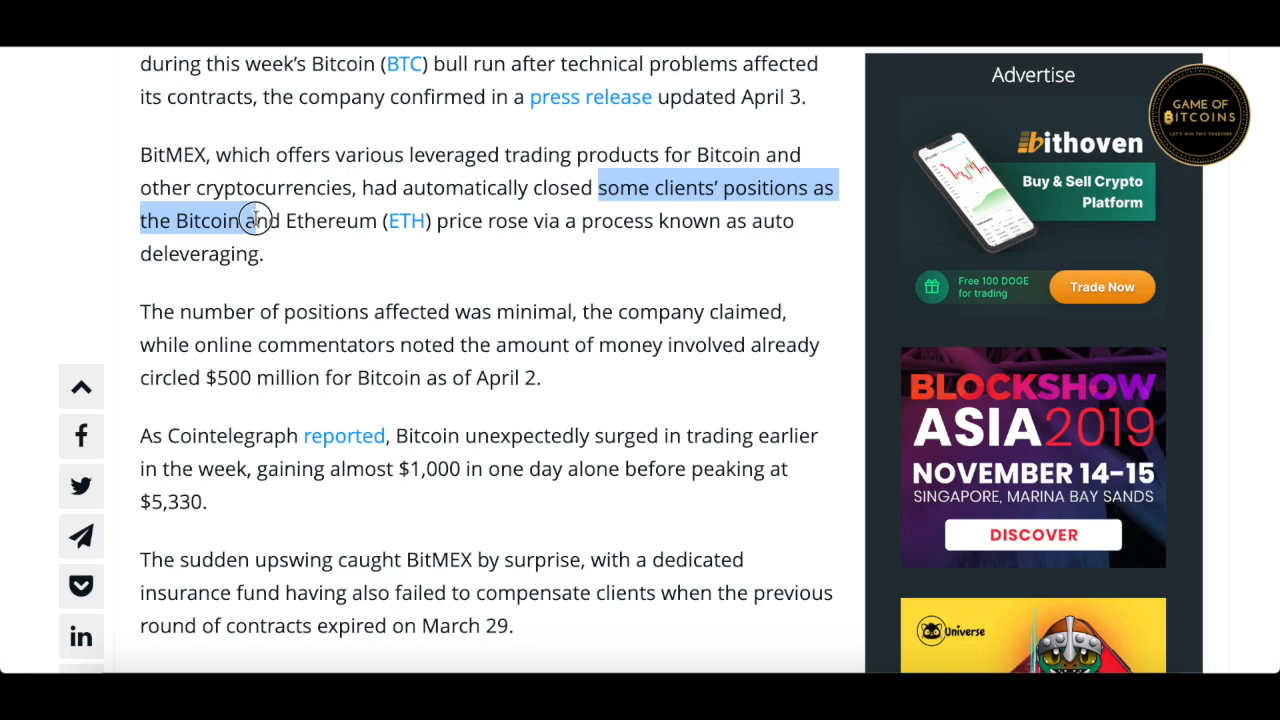 during this week's Bitcoin (BTC) bull run after technical problems affected
its contracts, the company confirmed in a press release updated April 3.
BitMEX, which offers various leveraged trading products for Bitcoin and
other cryptocurrencies, had automatically closed some clients' positions as
the Bitcoin and Ethereum (ETH) price rose via a process known as auto
deleveraging.
The number of positions affected was minimal, the company claimed,
while online commentators noted the amount of money involved already
circled $500 million for Bitcoin as of April 2.
As Cointelegraph reported, Bitcoin unexpectedly surged in trading earlier
in the week, gaining almost $1,000 in one day alone before peaking at
$5,330.
The sudden upswing caught BitMEX by surprise, with a dedicated
insurance fund having also failed to compensate clients when the previous
round of contracts expired on March 29.
Advertise
GAME OF
BITCOINS
LET'S WIN THIS TOGETHER
bithoven
Buy & Sell Crypto
Platform
Free 100 DOGE
for trading
Trade Now
BLOCKSHOW
ASIA 2019
NOVEMBER 14-15
SINGAPORE, MARINA BAY SANDS
DISCOVER
Universe